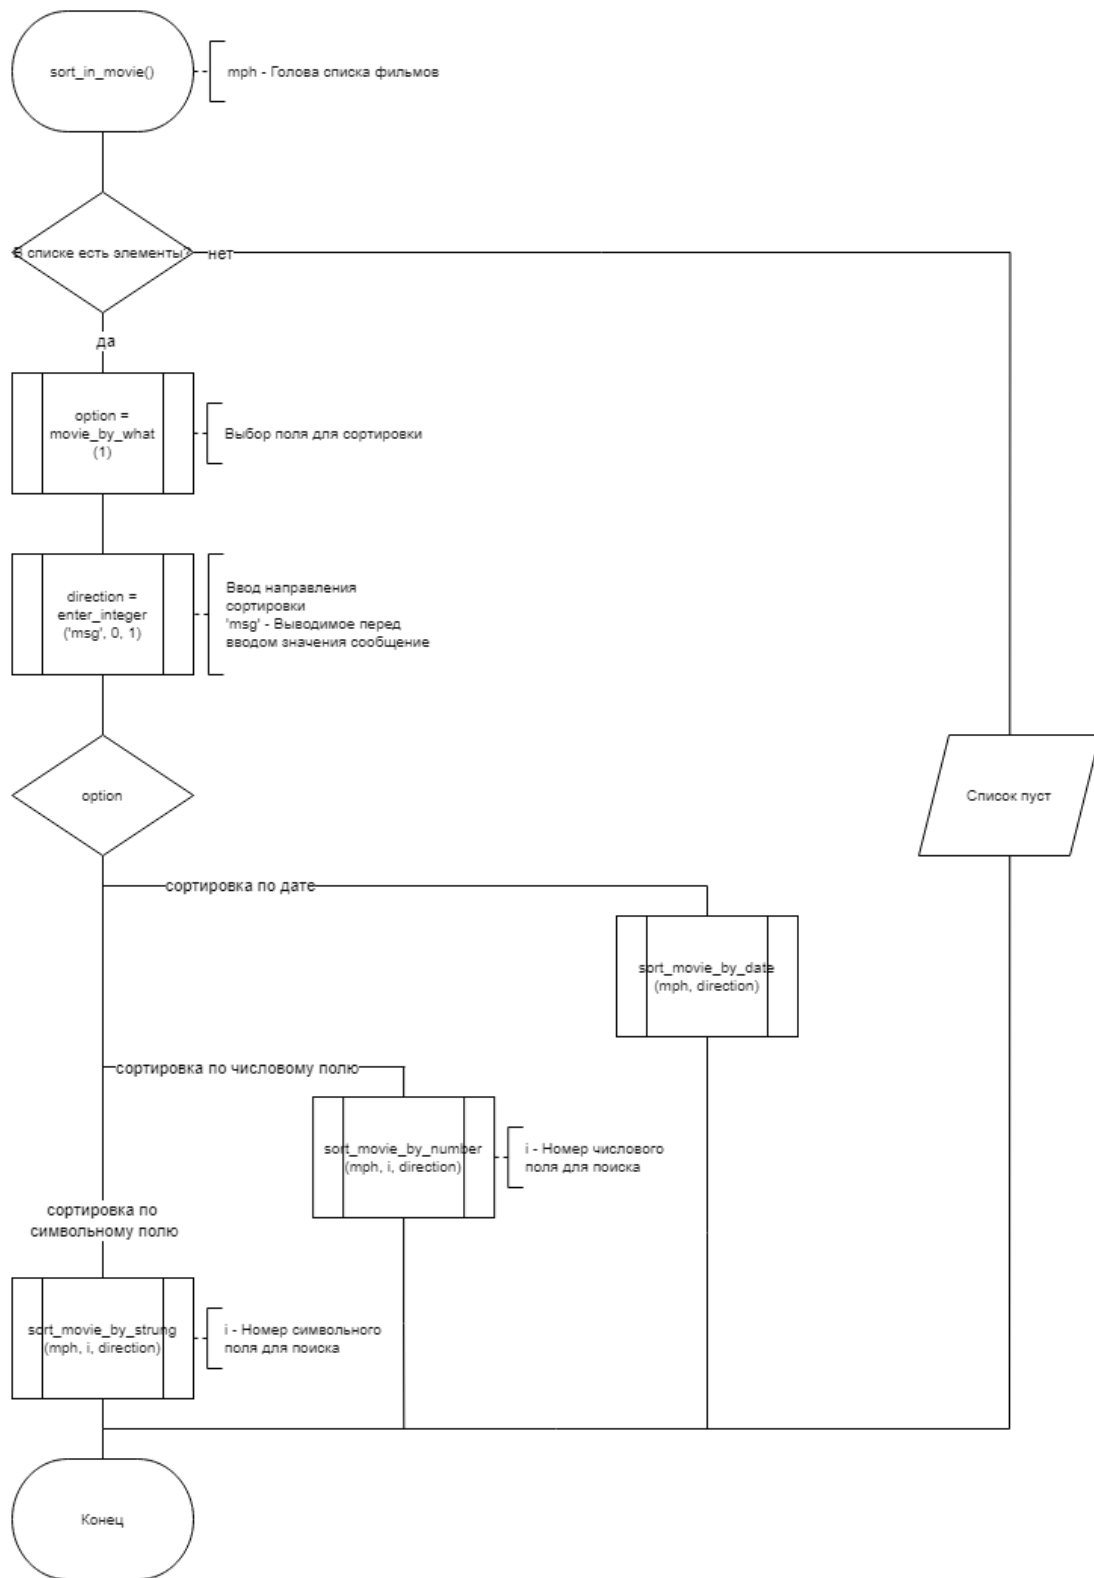 sort_in_movie()
mph - Голова списка фильмов
В списке есть элементы?
нет
да
option =
movie_by_what
(1)
Выбор поля для сортировки
direction =
enter_integer
('msg', 0, 1)
Ввод направления
сортировки
'msg' - Выводимое перед
вводом значения сообщение
option
Список пуст
сортировка по дате
sort_movie_by_date
(mph, direction)
сортировка по числовому полю
sort_movie_by_number
(mph, i, direction)
i - Номер числового
поля для поиска
сортировка по
символьному полю
sort_movie_by_strung
(mph, i, direction)
i - Номер символьного
поля для поиска
Конец